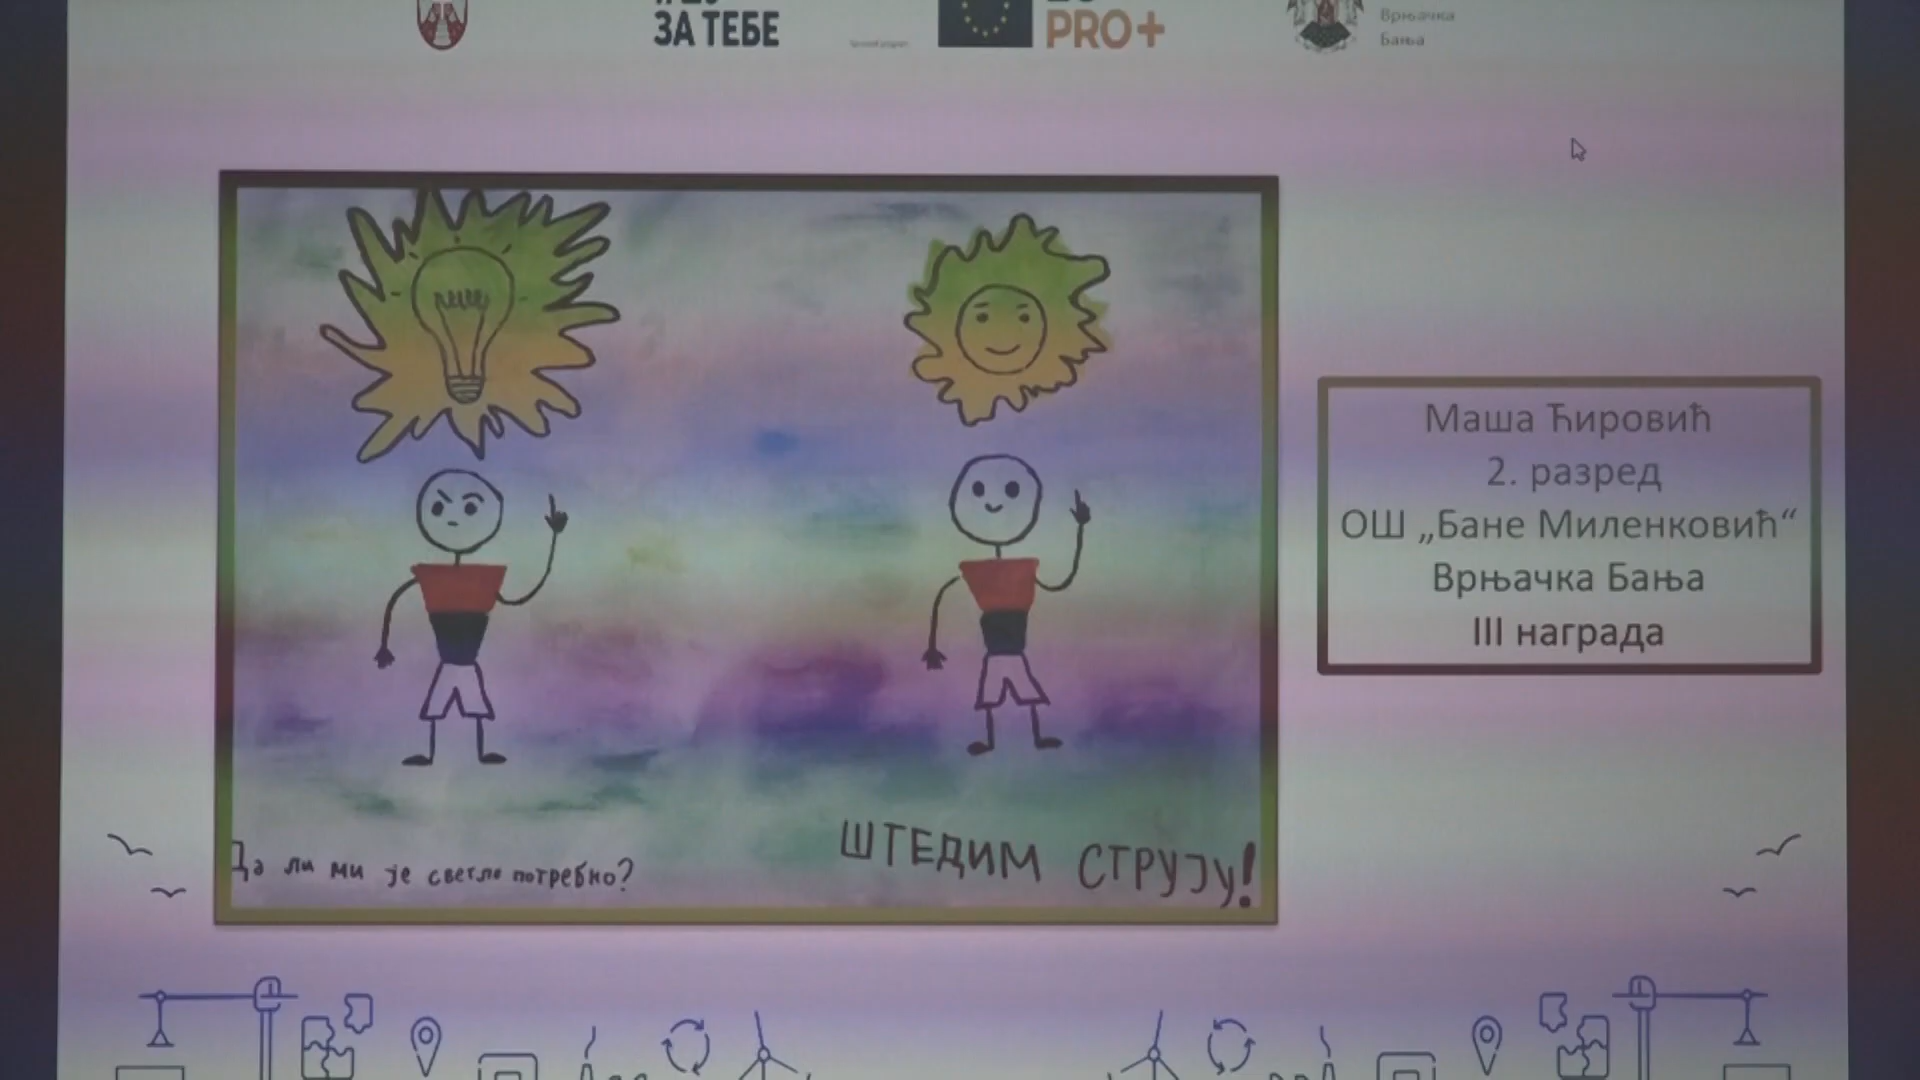 ЗА ТЕБЕ
PRO+
Врњачка
Бања
Маша Ћировић
2. разред
ОШ „Бане Миленковић“
Врњачка Бања
III награда
Да ли ми је светло потребно?
ШТЕДИМ СТРУЈУ!